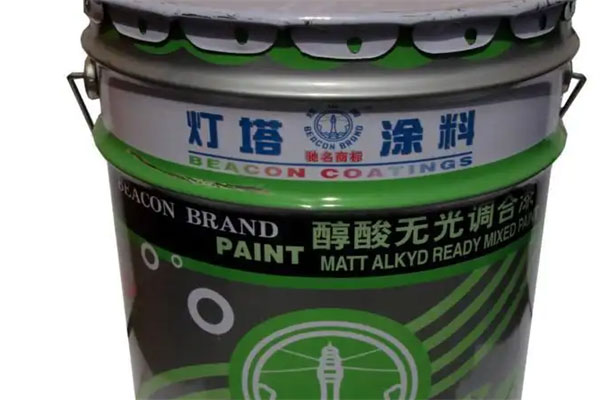 灯塔
BEACON BRAND
涂料
驰名商标
BEACON COATINGS
BEACON BRAND
PAINT
醇酸无光调合
MATT ALKYD READY MIXED PAINT